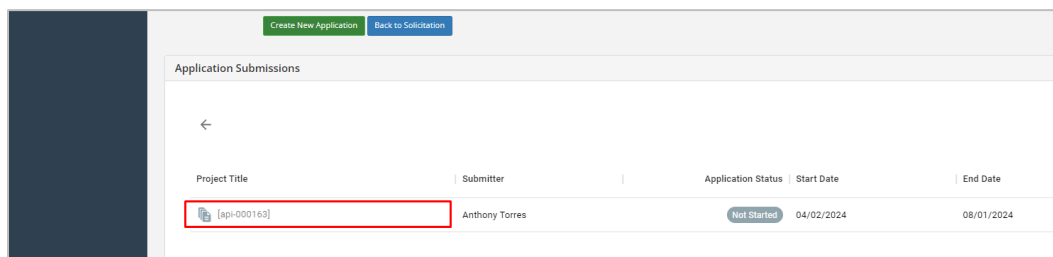 Create New Application Back to Solicitation
Application Submissions
Project Title Submitter Application Status Start Date End Date
[api-000163] Anthony Torres Not Started 04/02/2024 08/01/2024